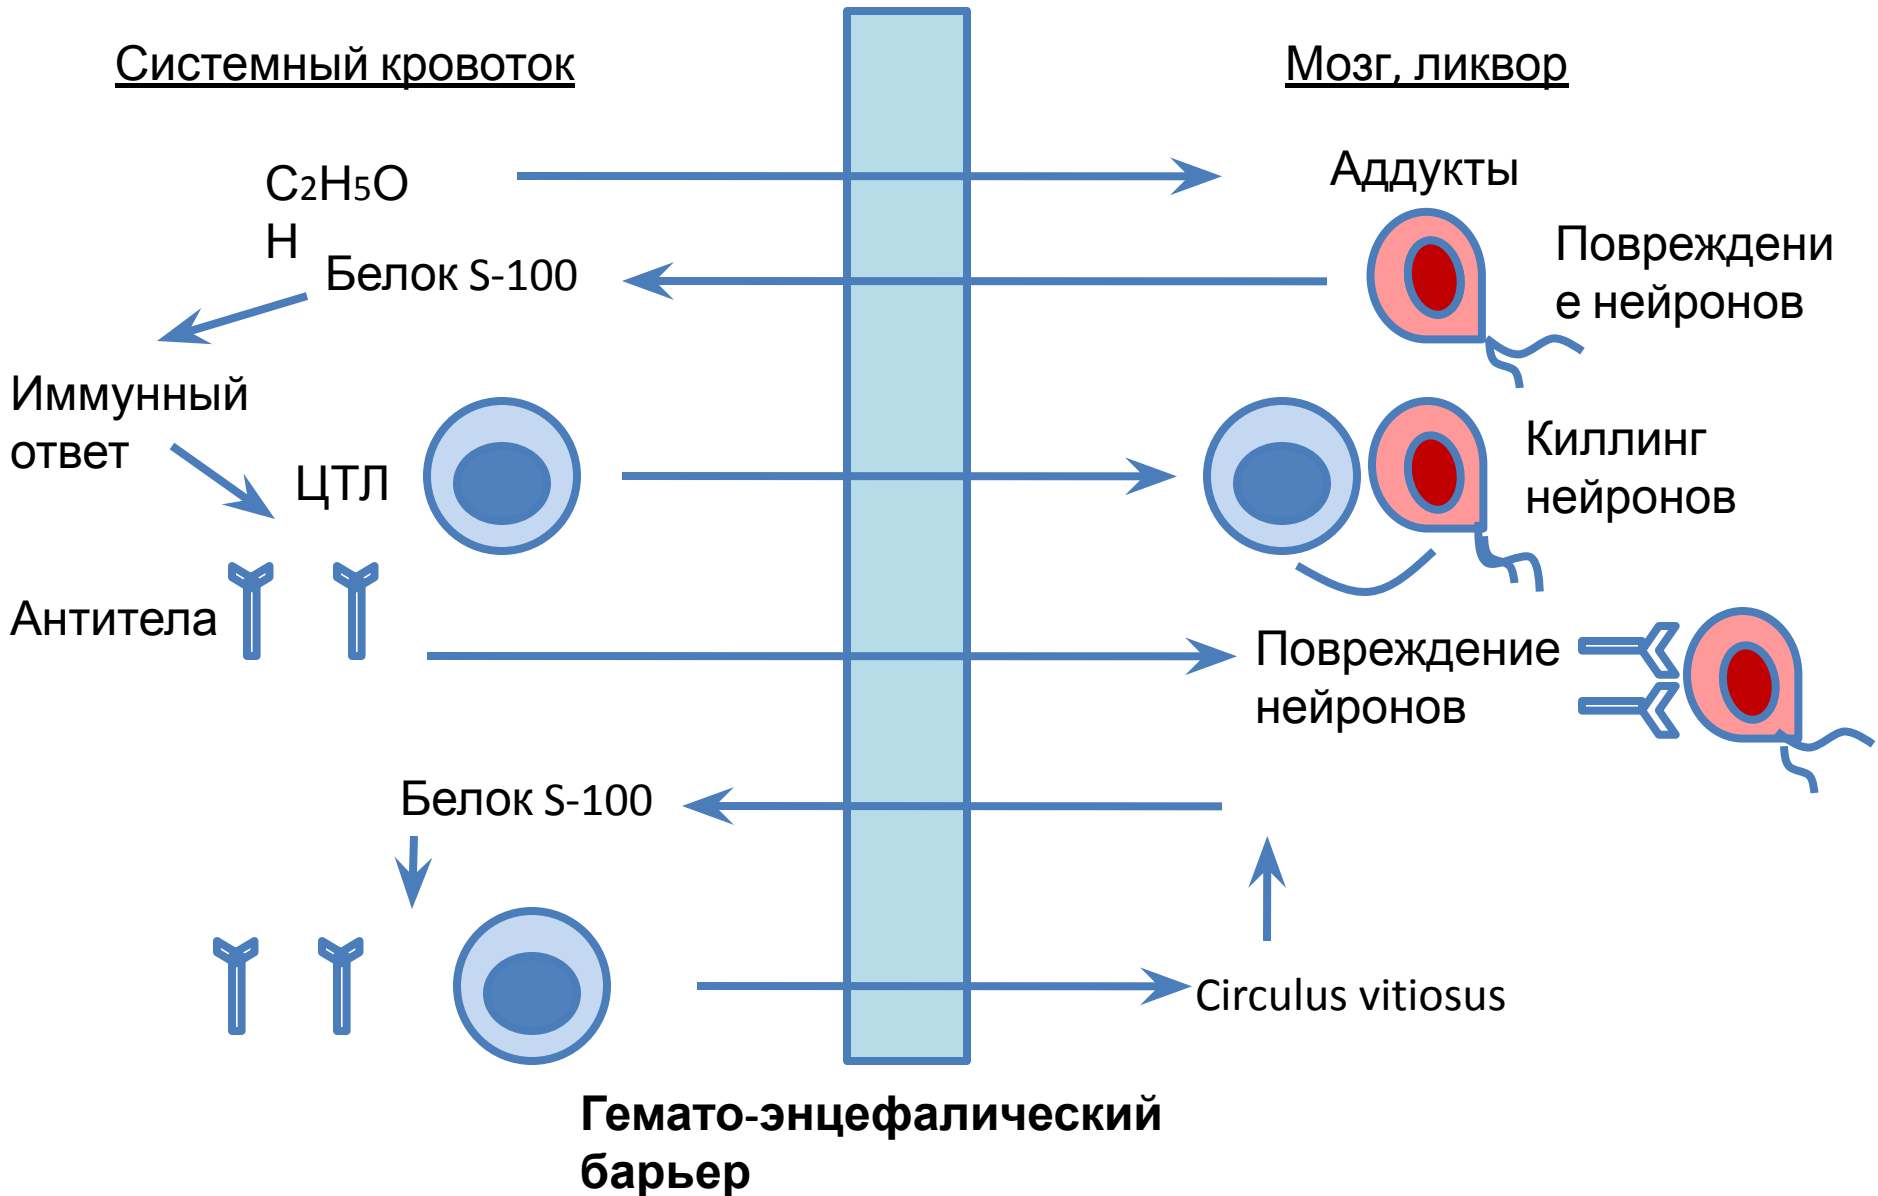 Системный кровоток
Мозг, ликвор
C2H5O
H
Аддукты
Белок S-100
Повреждени
е нейронов
Иммунный
ответ
ЦТЛ
Киллинг
нейронов
Антитела
Повреждение
нейронов
Белок S-100
Circulus vitiosus
Гемато-энцефалический
барьер